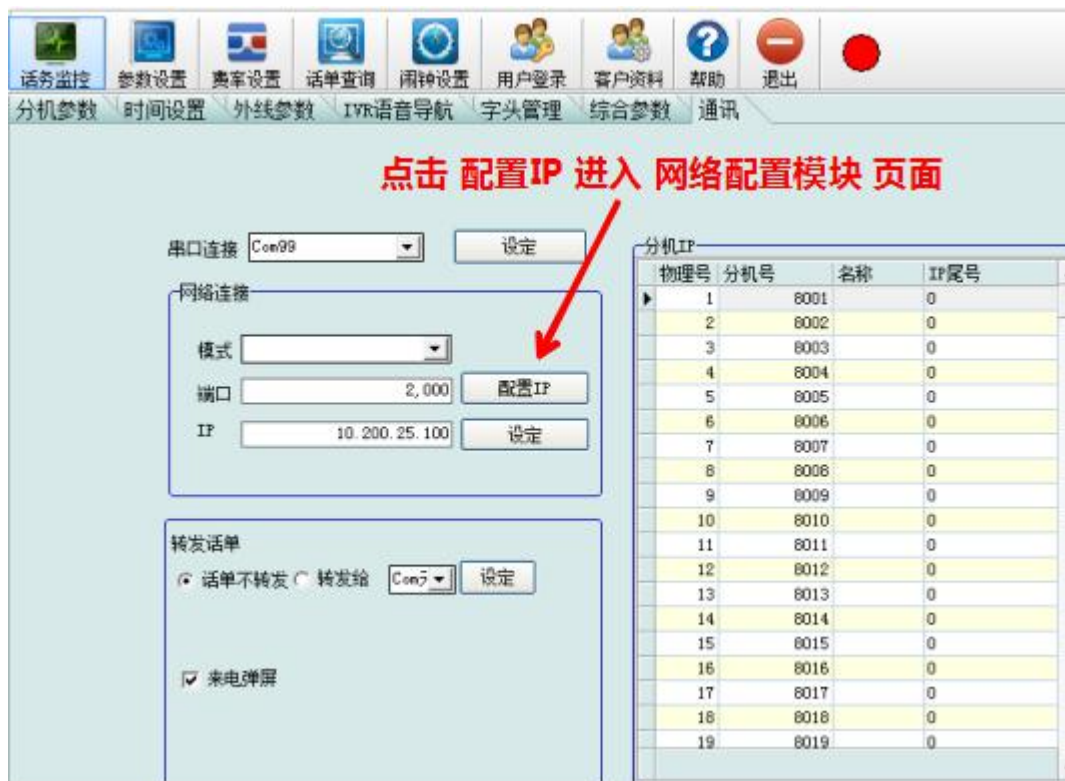 话务监控 参数设置 费率设置 话单查询 闹钟设置 用户登录 客户资料 帮助 退出
分机参数 时间设置 外线参数 IVR语音导航 字头管理 综合参数 通讯
点击 配置IP 进入 网络配置模块 页面
串口连接 Com99 设定
网络连接
模式
端口 2,000 配置IP
IP 10.200.25.100 设定
转发话单
话单不转发 转发给 设定
来电弹屏
分机IP
物理号 分机号 名称 IP尾号
1 8001 0
2 8002 0
3 8003 0
4 8004 0
5 8005 0
6 8006 0
7 8007 0
8 8008 0
9 8009 0
10 8010 0
11 8011 0
12 8012 0
13 8013 0
14 8014 0
15 8015 0
16 8016 0
17 8017 0
18 8018 0
19 8019 0